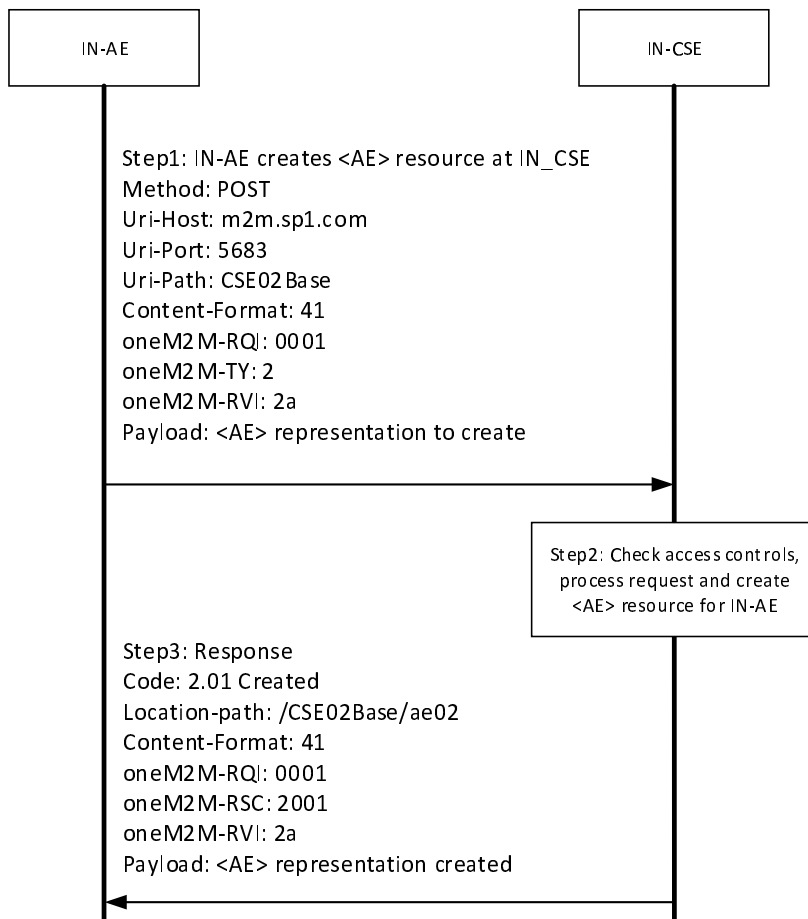 IN-AE
IN-CSE
Step1: IN-AE creates <AE> resource at IN_CSE
Method: POST
Uri-Host: m2m.sp1.com
Uri-Port: 5683
Uri-Path: CSE02Base
Content-Format: 41
oneM2M-RQI: 0001
oneM2M-TY: 2
oneM2M-RVI: 2a
Payload: <AE> representation to create
Step2: Check access controls,
process request and create
<AE> resource for IN-AE
Step3: Response
Code: 2.01 Created
Location-path: /CSE02Base/ae02
Content-Format: 41
oneM2M-RQI: 0001
oneM2M-RSC: 2001
oneM2M-RVI: 2a
Payload: <AE> representation created